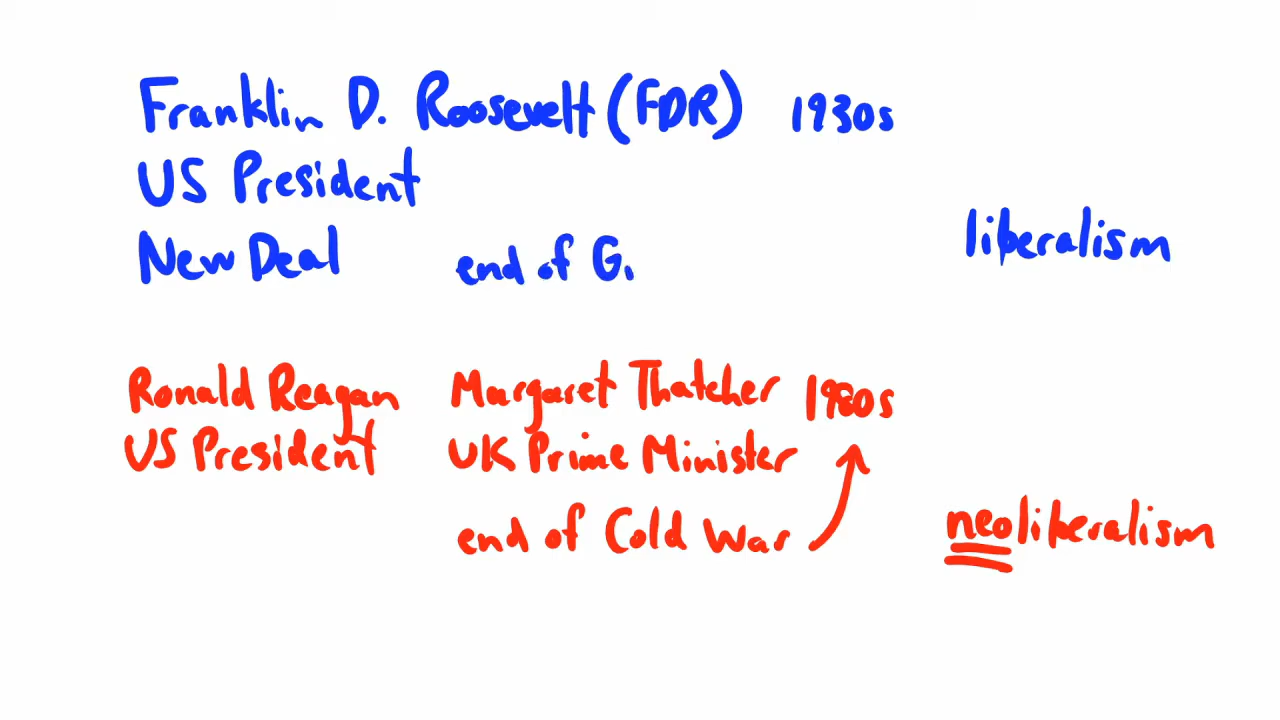 Franklin D. Roosevelt (FDR) 1930s
US President
New Deal end of G.
liberalism
Ronald Reagan Margaret Thatcher 1980s
US President UK Prime Minister
end of Cold War
neoliberalism